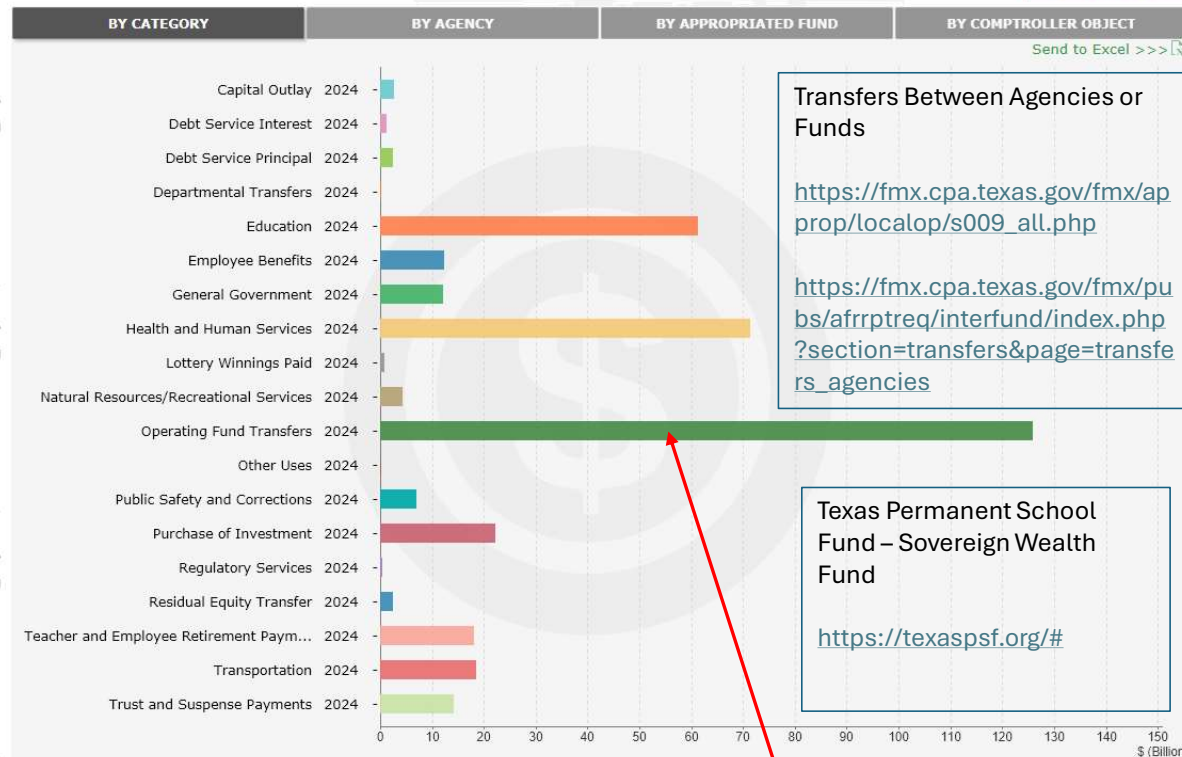 BY CATEGORY
BY AGENCY
BY APPROPRIATED FUND
BY COMPTROLLER OBJECT
Send to Excel >>>
Capital Outlay 2024
Debt Service Interest 2024
Debt Service Principal 2024
Departmental Transfers 2024
Education 2024
Employee Benefits 2024
General Government 2024
Health and Human Services 2024
Lottery Winnings Paid 2024
Natural Resources/Recreational Services 2024
Operating Fund Transfers 2024
Other Uses 2024
Public Safety and Corrections 2024
Purchase of Investment 2024
Regulatory Services 2024
Residual Equity Transfer 2024
Teacher and Employee Retirement Paym... 2024
Transportation 2024
Trust and Suspense Payments 2024
0 10 20 30 40 50 60 70 80 90 100 110 120 130 140 150
$ (Billion
Transfers Between Agencies or
Funds
https://fmx.cpa.texas.gov/fmx/ap
prop/localop/s009_all.php
https://fmx.cpa.texas.gov/fmx/pu
bs/afrrptreq/interfund/index.php
?section=transfers&page=transfe
rs_agencies
Texas Permanent School
Fund – Sovereign Wealth
Fund
https://texaspsf.org/#